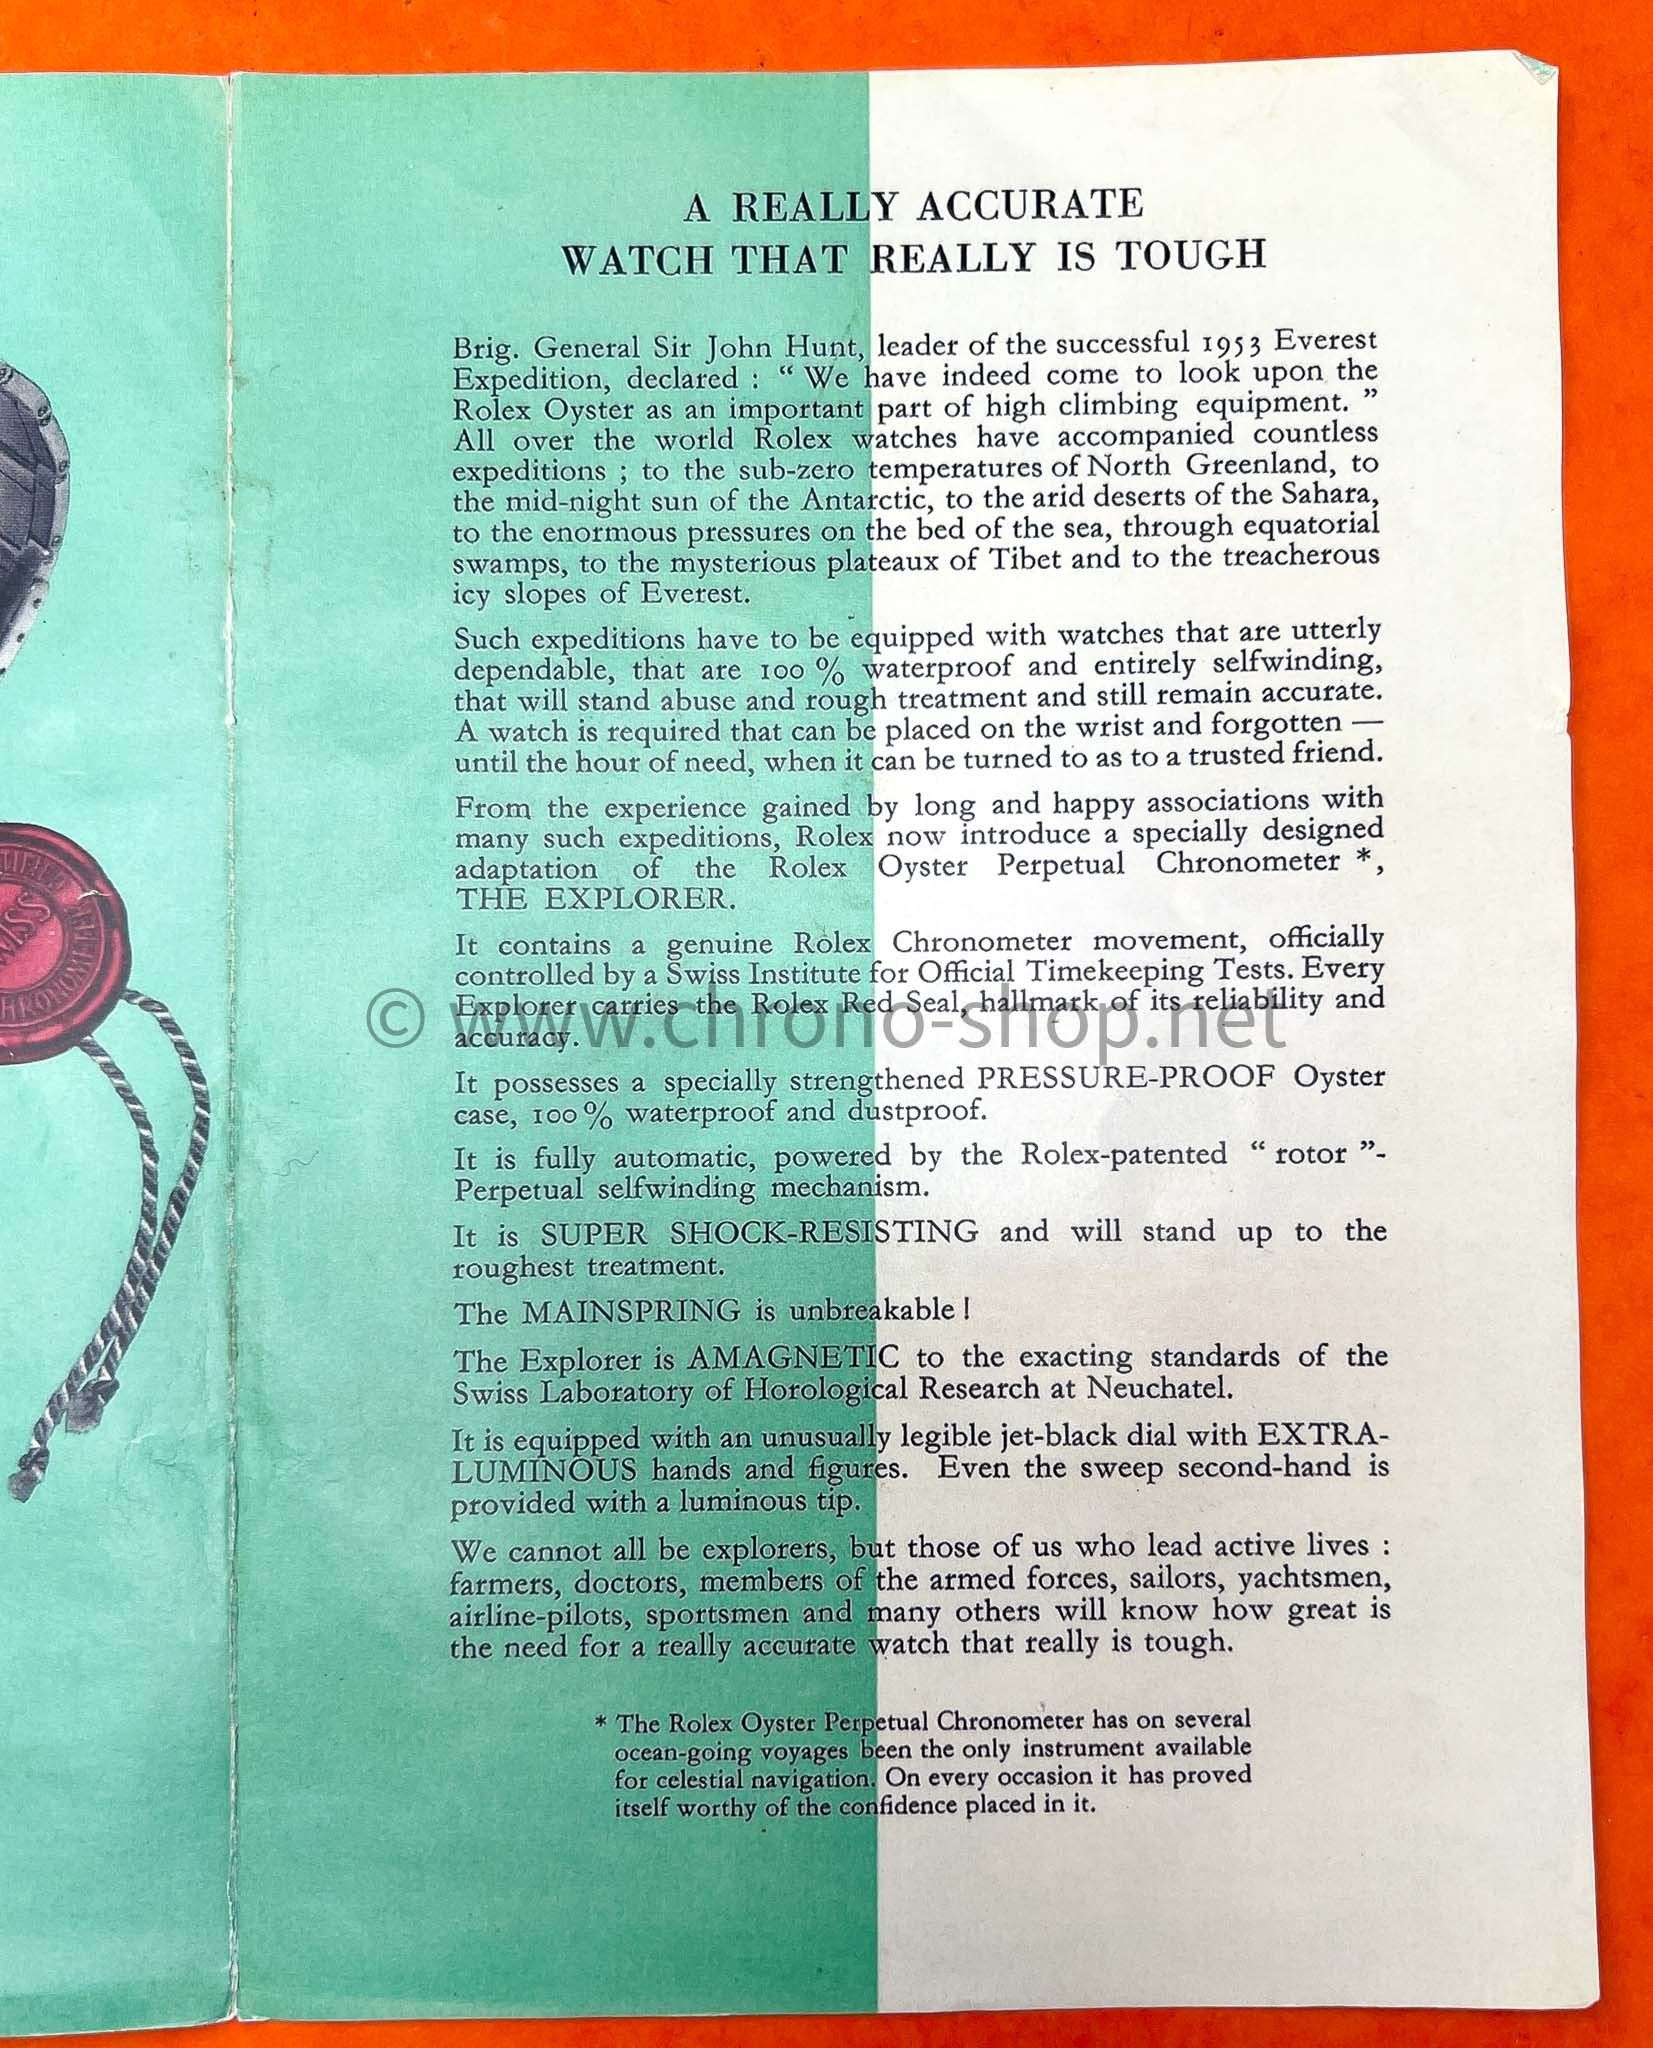 A REALLY ACCURATE
WATCH THAT REALLY IS TOUGH
Brig. General Sir John Hunt, leader of the successful 1953 Everest
Expedition, declared : “ We have indeed come to look upon the
Rolex Oyster as an important part of high climbing equipment. ”
All over the world Rolex watches have accompanied countless
expeditions ; to the sub-zero temperatures of North Greenland, to
the mid-night sun of the Antarctic, to the arid deserts of the Sahara,
to the enormous pressures on the bed of the sea, through equatorial
swamps, to the mysterious plateaux of Tibet and to the treacherous
icy slopes of Everest.
Such expeditions have to be equipped with watches that are utterly
dependable, that are 100 % waterproof and entirely selfwinding,
that will stand abuse and rough treatment and still remain accurate.
A watch is required that can be placed on the wrist and forgotten —
until the hour of need, when it can be turned to as to a trusted friend.
From the experience gained by long and happy associations with
many such expeditions, Rolex now introduce a specially designed
adaptation of the Rolex Oyster Perpetual Chronometer *,
THE EXPLORER.
It contains a genuine Rolex Chronometer movement, officially
controlled by a Swiss Institute for Official Timekeeping Tests. Every
Explorer carries the Rolex Red Seal, hallmark of its reliability and
accuracy.
It possesses a specially strengthened PRESSURE-PROOF Oyster
case, 100 % waterproof and dustproof.
It is fully automatic, powered by the Rolex-patented “ rotor ”-
Perpetual selfwinding mechanism.
It is SUPER SHOCK-RESISTING and will stand up to the
roughest treatment.
The MAINSPRING is unbreakable !
The Explorer is AMAGNETIC to the exacting standards of the
Swiss Laboratory of Horological Research at Neuchatel.
It is equipped with an unusually legible jet-black dial with EXTRA-
LUMINOUS hands and figures. Even the sweep second-hand is
provided with a luminous tip.
We cannot all be explorers, but those of us who lead active lives :
farmers, doctors, members of the armed forces, sailors, yachtsmen,
airline-pilots, sportsmen and many others will know how great is
the need for a really accurate watch that really is tough.
* The Rolex Oyster Perpetual Chronometer has on several
ocean-going voyages been the only instrument available
for celestial navigation. On every occasion it has proved
itself worthy of the confidence placed in it.
© www.chrono-shop.net